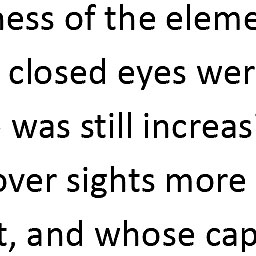 ness of the eleme
closed eyes wer
was still increas
over sights more
t, and whose cap